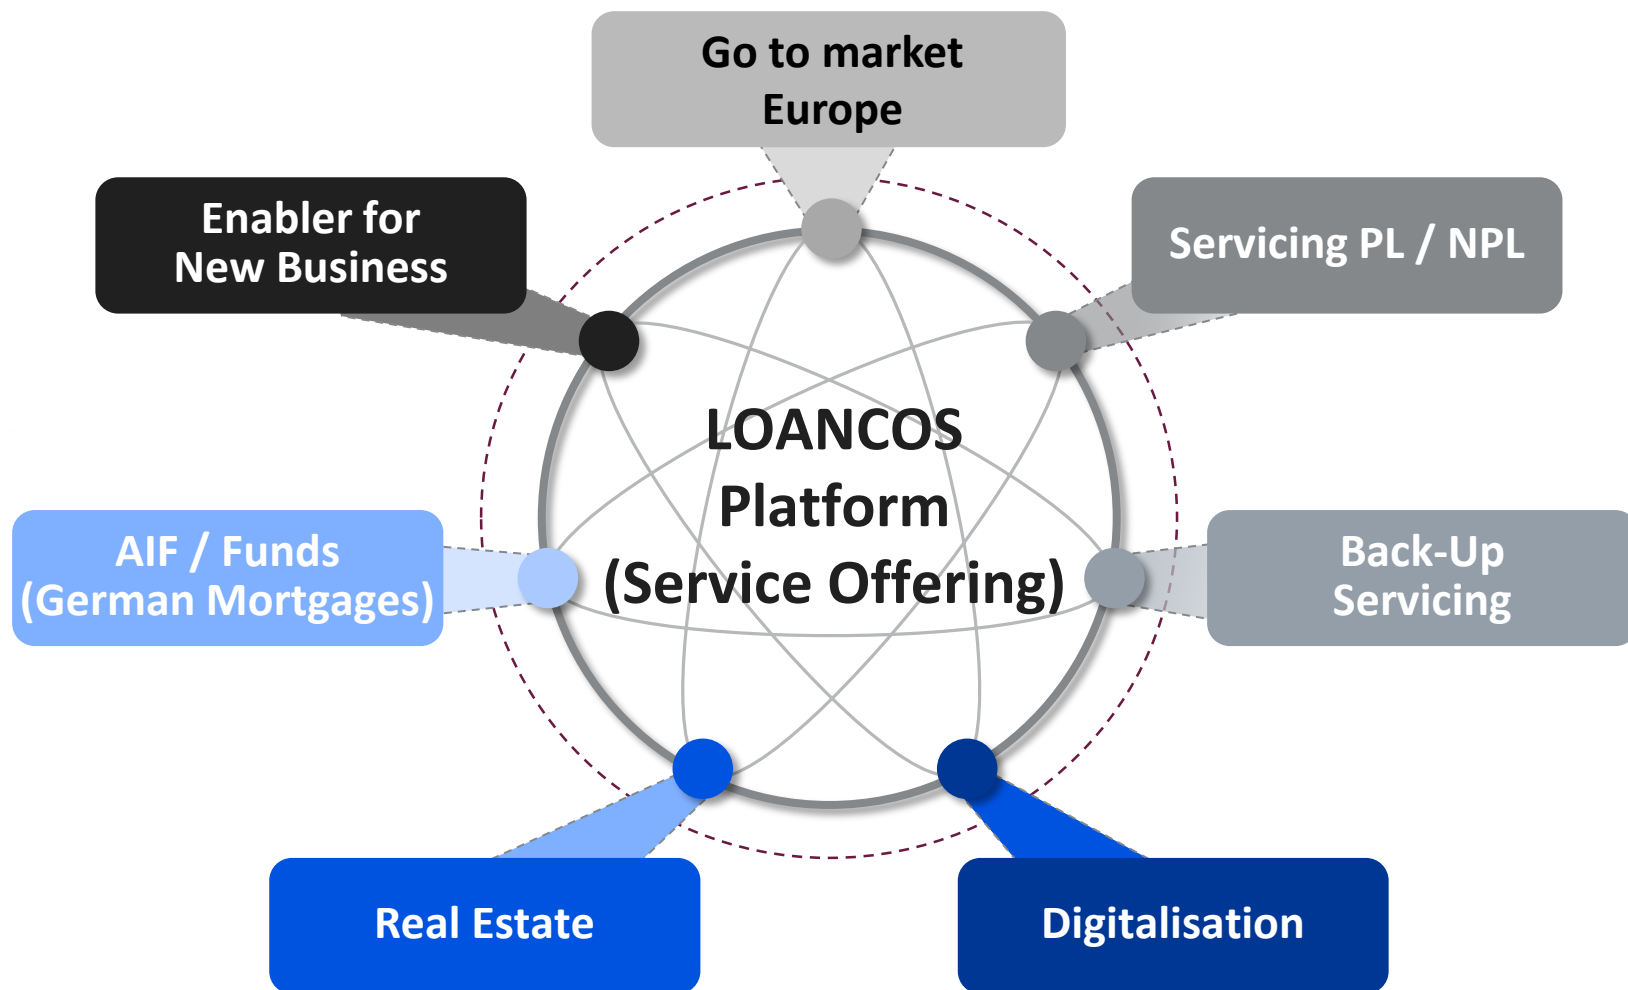 Go to market
Europe
Enabler for
New Business
Servicing PL / NPL
LOANCOS
Platform
(Service Offering)
AIF / Funds
(German Mortgages)
Back-Up
Servicing
Real Estate
Digitalisation